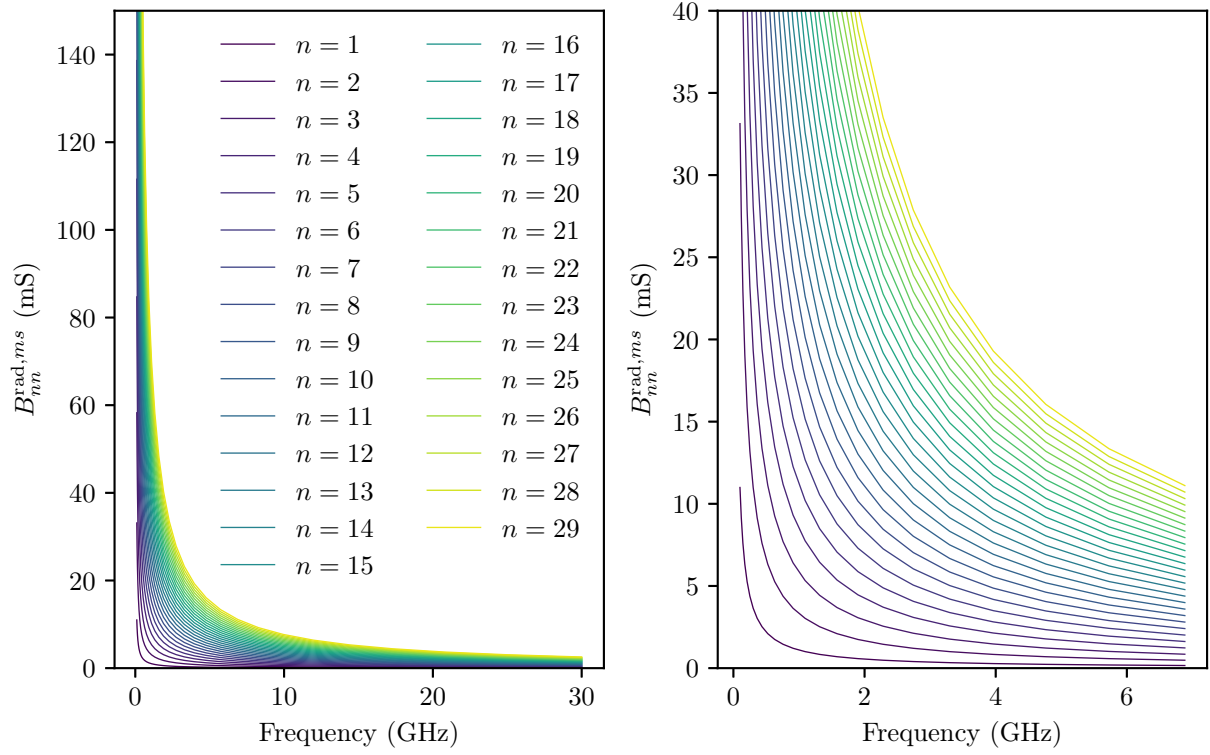 B_{nn}^{rad,ms} (mS)
140
120
100
80
60
40
20
0
n = 1
n = 2
n = 3
n = 4
n = 5
n = 6
n = 7
n = 8
n = 9
n = 10
n = 11
n = 12
n = 13
n = 14
n = 15
n = 16
n = 17
n = 18
n = 19
n = 20
n = 21
n = 22
n = 23
n = 24
n = 25
n = 26
n = 27
n = 28
n = 29
0 10 20 30
Frequency (GHz)
B_{nn}^{rad,ms} (mS)
40
35
30
25
20
15
10
5
0
0 2 4 6
Frequency (GHz)